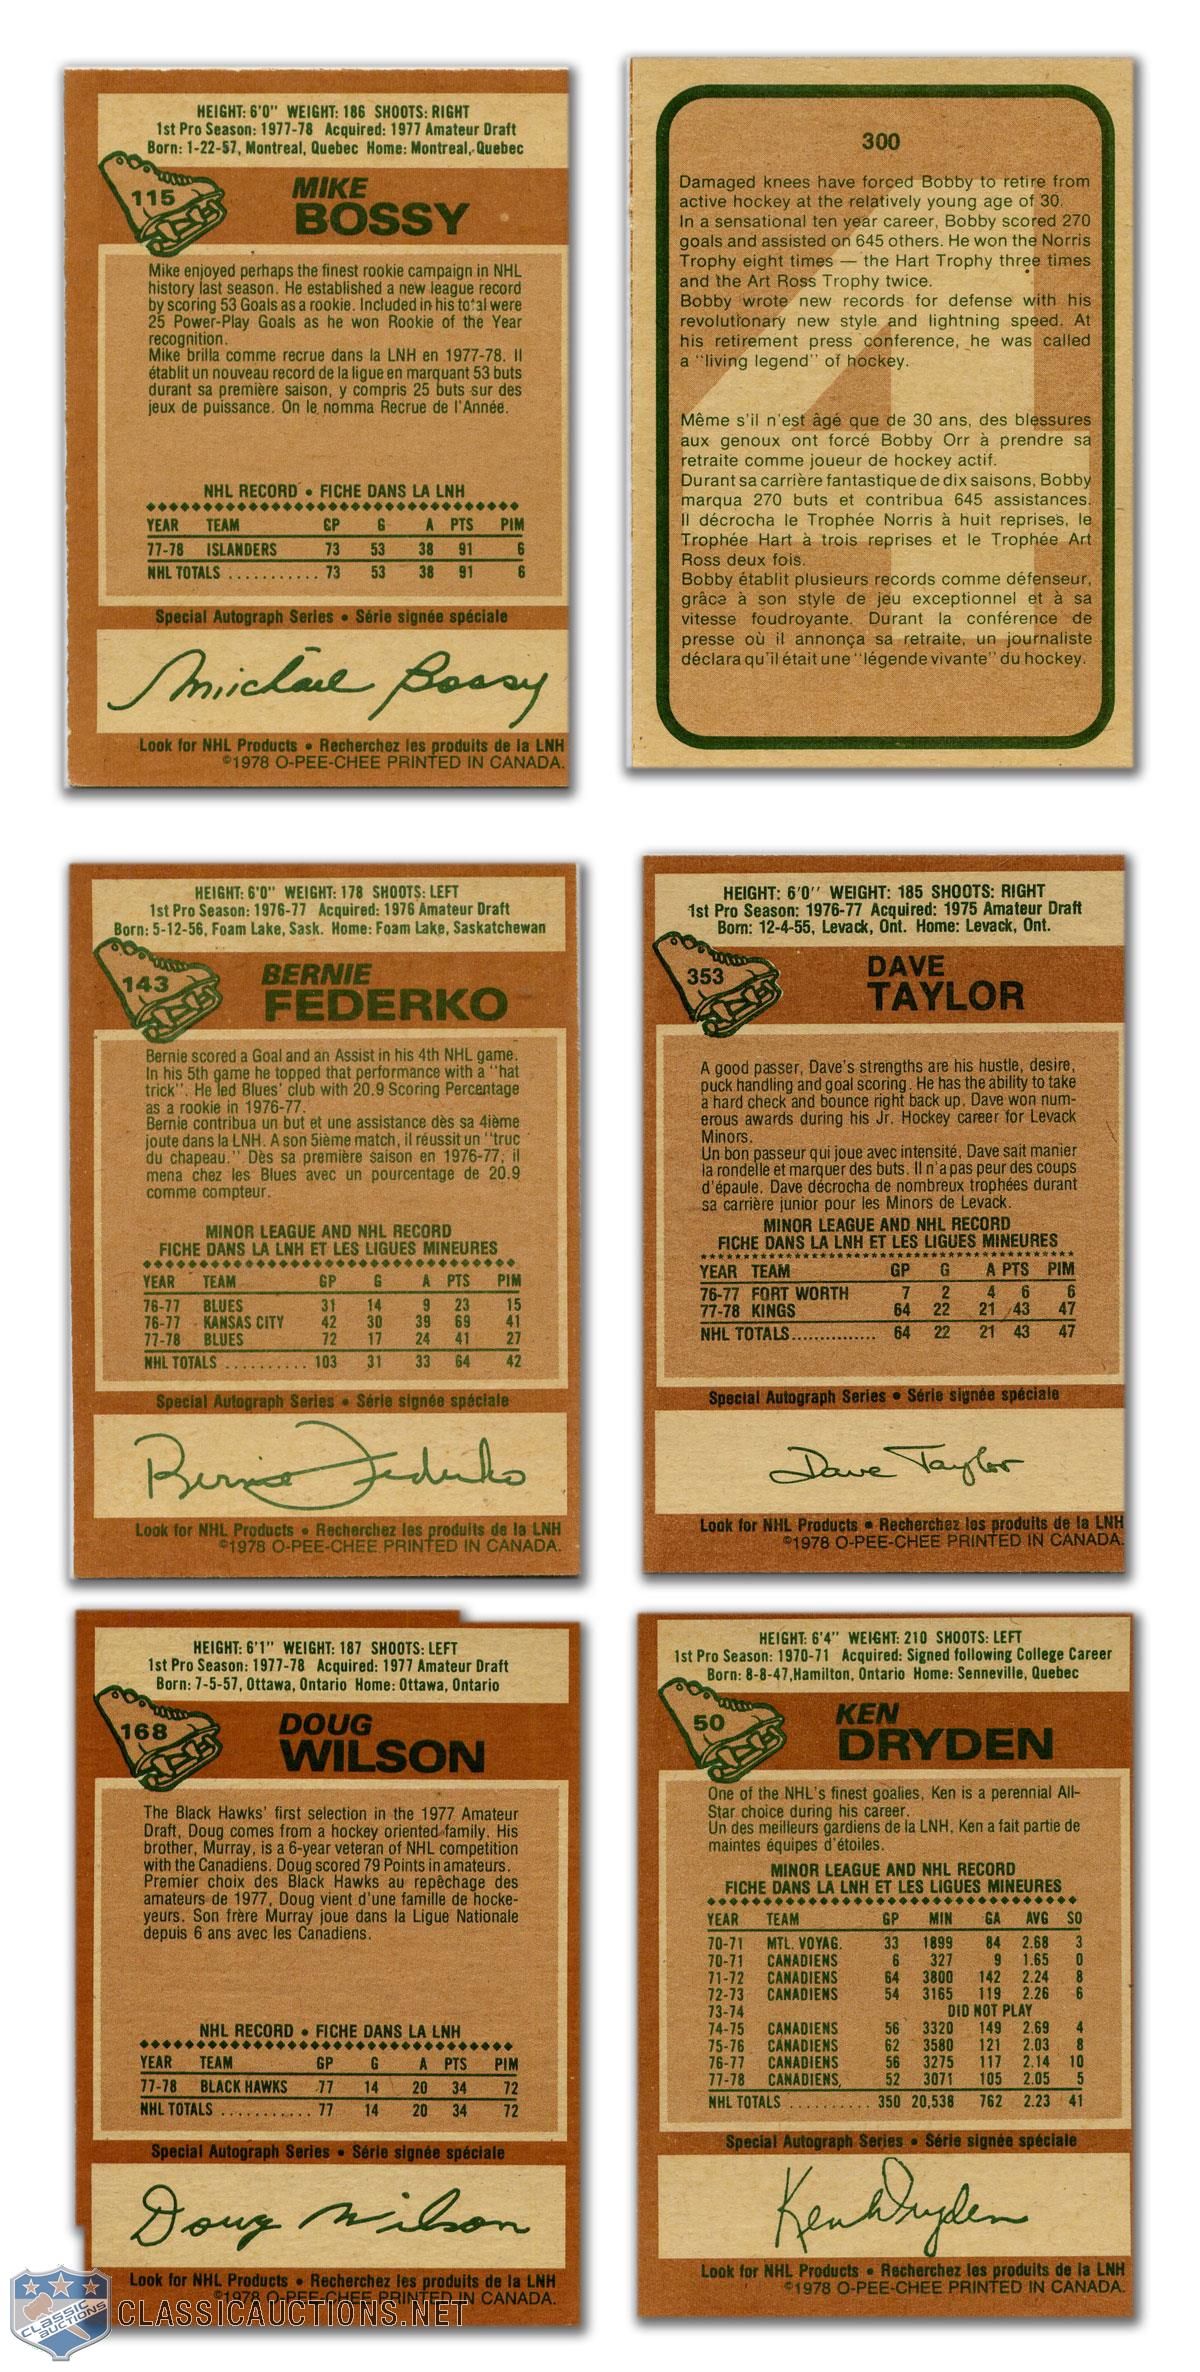 HEIGHT: 6'0" WEIGHT: 186 SHOOTS: RIGHT
1st Pro Season: 1977-78 Acquired: 1977 Amateur Draft
Born: 1-22-57, Montreal, Quebec Home: Montreal, Quebec
115
MIKE
BOSSY
Mike enjoyed perhaps the finest rookie campaign in NHL
history last season. He established a new league record
by scoring 53 Goals as a rookie. Included in his total were
25 Power-Play Goals as he won Rookie of the Year
recognition.
Mike brilla comme recrue dans la LNH en 1977-78. Il
établit un nouveau record de la ligue en marquant 53 buts
durant sa première saison, y compris 25 buts sur des
jeux de puissance. On le nomma Recrue de l'Année.
NHL RECORD • FICHE DANS LA LNH
YEAR TEAM GP G A PTS PIM
77-78 ISLANDERS 73 53 38 91 6
NHL TOTALS ........... 73 53 38 91 6
Special Autograph Series • Série signée spéciale
Michael Bossy
Look for NHL Products • Recherchez les produits de la LNH
©1978 O-PEE-CHEE PRINTED IN CANADA.
4
300
Damaged knees have forced Bobby to retire from
active hockey at the relatively young age of 30.
In a sensational ten year career, Bobby scored 270
goals and assisted on 645 others. He won the Norris
Trophy eight times — the Hart Trophy three times
and the Art Ross Trophy twice.
Bobby wrote new records for defense with his
revolutionary new style and lightning speed. At
his retirement press conference, he was called
a "living legend" of hockey.
Même s'il n'est âgé que de 30 ans, des blessures
aux genoux ont forcé Bobby Orr à prendre sa
retraite comme joueur de hockey actif.
Durant sa carrière fantastique de dix saisons, Bobby
marqua 270 buts et contribua 645 assistances.
Il décrocha le Trophée Norris à huit reprises, le
Trophée Hart à trois reprises et le Trophée Art
Ross deux fois.
Bobby établit plusieurs records comme défenseur,
grâce à son style de jeu exceptionnel et à sa
vitesse foudroyante. Durant la conférence de
presse où il annonça sa retraite, un journaliste
déclara qu'il était une "légende vivante" du hockey.
HEIGHT: 6'0" WEIGHT: 178 SHOOTS: LEFT
1st Pro Season: 1976-77 Acquired: 1976 Amateur Draft
Born: 5-12-56, Foam Lake, Sask. Home: Foam Lake, Saskatchewan
143
BERNIE
FEDERKO
Bernie scored a Goal and an Assist in his 4th NHL game.
In his 5th game he topped that performance with a "hat
trick". He led Blues' club with 20.9 Scoring Percentage
as a rookie in 1976-77.
Bernie contribua un but et une assistance dès sa 4ième
joute dans la LNH. A son 5ième match, il réussit un "truc
du chapeau." Dès sa première saison en 1976-77, il
mena chez les Blues avec un pourcentage de 20.9
comme compteur.
MINOR LEAGUE AND NHL RECORD
FICHE DANS LA LNH ET LES LIGUES MINEURES
YEAR TEAM GP G A PTS PIM
76-77 BLUES 31 14 9 23 15
76-77 KANSAS CITY 42 30 39 69 41
77-78 BLUES 72 17 24 41 27
NHL TOTALS .......... 103 31 33 64 42
Special Autograph Series • Série signée spéciale
Bernie Federko
Look for NHL Products • Recherchez les produits de la LNH
©1978 O-PEE-CHEE PRINTED IN CANADA.
HEIGHT: 6'0'' WEIGHT: 185 SHOOTS: RIGHT
1st Pro Season: 1976-77 Acquired: 1975 Amateur Draft
Born: 12-4-55, Levack, Ont. Home: Levack, Ont.
353
DAVE
TAYLOR
A good passer, Dave's strengths are his hustle, desire,
puck handling and goal scoring. He has the ability to take
a hard check and bounce right back up. Dave won num-
erous awards during his Jr. Hockey career for Levack
Minors.
Un bon passeur qui joue avec intensité, Dave sait manier
la rondelle et marquer des buts. Il n'a pas peur des coups
d'épaule. Dave décrocha de nombreux trophées durant
sa carrière junior pour les Minors de Levack.
MINOR LEAGUE AND NHL RECORD
FICHE DANS LA LNH ET LES LIGUES MINEURES
YEAR TEAM GP G A PTS PIM
76-77 FORT WORTH 7 2 4 6 6
77-78 KINGS 64 22 21 43 47
NHL TOTALS.............. 64 22 21 43 47
Special Autograph Series • Série signée spéciale
Dave Taylor
Look for NHL Products • Recherchez les produits de la LNH
©1978 O-PEE-CHEE PRINTED IN CANADA.
HEIGHT: 6'1" WEIGHT: 187 SHOOTS: LEFT
1st Pro Season: 1977-78 Acquired: 1977 Amateur Draft
Born: 7-5-57, Ottawa, Ontario Home: Ottawa, Ontario
168
DOUG
WILSON
The Black Hawks' first selection in the 1977 Amateur
Draft, Doug comes from a hockey oriented family. His
brother, Murray, is a 6-year veteran of NHL competition
with the Canadiens. Doug scored 79 Points in amateurs.
Premier choix des Black Hawks au repêchage des
amateurs de 1977, Doug vient d'une famille de hocke-
yeurs. Son frère Murray joue dans la Ligue Nationale
depuis 6 ans avec les Canadiens.
NHL RECORD • FICHE DANS LA LNH
YEAR TEAM GP G A PTS PIM
77-78 BLACK HAWKS 77 14 20 34 72
NHL TOTALS ........... 77 14 20 34 72
Special Autograph Series • Série signée spéciale
Doug Wilson
Look for NHL Products • Recherchez les produits de la LNH
©1978 O-PEE-CHEE PRINTED IN CANADA.
HEIGHT: 6'4" WEIGHT: 210 SHOOTS: LEFT
1st Pro Season: 1970-71 Acquired: Signed following College Career
Born: 8-8-47, Hamilton, Ontario Home: Senneville, Quebec
50
KEN
DRYDEN
One of the NHL's finest goalies, Ken is a perennial All-
Star choice during his career.
Un des meilleurs gardiens de la LNH, Ken a fait partie de
maintes équipes d'étoiles.
MINOR LEAGUE AND NHL RECORD
FICHE DANS LA LNH ET LES LIGUES MINEURES
YEAR TEAM GP MIN GA AVG SO
70-71 MTL. VOYAG. 33 1899 84 2.68 3
70-71 CANADIENS 6 327 9 1.65 0
71-72 CANADIENS 64 3800 142 2.24 8
72-73 CANADIENS 54 3165 119 2.26 6
73-74 DID NOT PLAY
74-75 CANADIENS 56 3320 149 2.69 4
75-76 CANADIENS 62 3580 121 2.03 8
76-77 CANADIENS 56 3275 117 2.14 10
77-78 CANADIENS, 52 3071 105 2.05 5
NHL TOTALS .......... 350 20,538 762 2.23 41
Special Autograph Series • Série signée spéciale
Ken Dryden
Look for NHL Products • Recherchez les produits de la LNH
©1978 O-PEE-CHEE PRINTED IN CANADA.
CLASSIC
AUCTIONS
CLASSICAUCTIONS.NET